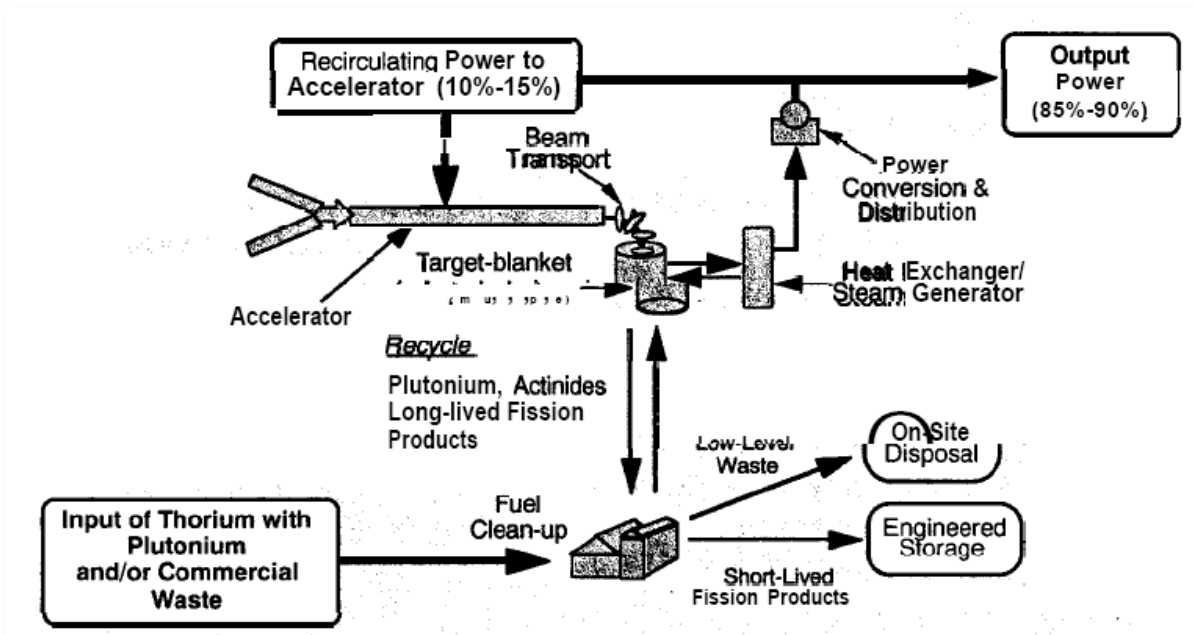 Recirculating Power to
Accelerator (10%-15%)
Output
Power
(85%-90%)
Beam
Transport
Power
Conversion &
Distribution
Target-blanket
Heat Exchanger/
Steam Generator
Accelerator
Recycle
Plutonium, Actinides
Long-lived Fission
Products
Low-Level
Waste
On-Site
Disposal
Fuel
Clean-up
Input of Thorium with
Plutonium
and/or Commercial
Waste
Engineered
Storage
Short-Lived
Fission Products